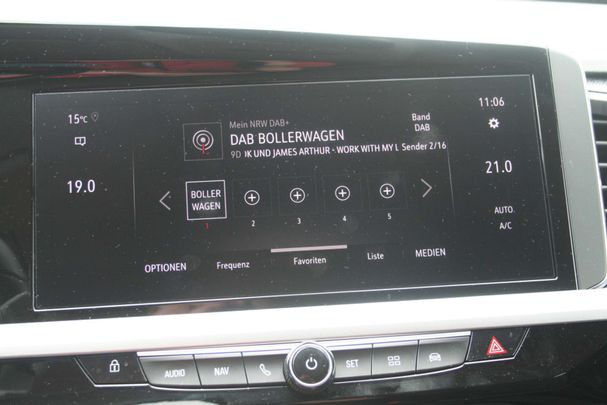 15°C
Mein NRW DAB+
DAB BOLLERWAGEN
9D
OK UND JAMES ARTHUR - WORK WITH MY L
Band
DAB
Sender 2/16
11:06
19.0
21.0
BOLLER
WAGEN
1
2
3
4
5
AUTO
A/C
OPTIONEN
Frequenz
Favoriten
Liste
MEDIEN
AUDIO
NAV
SET